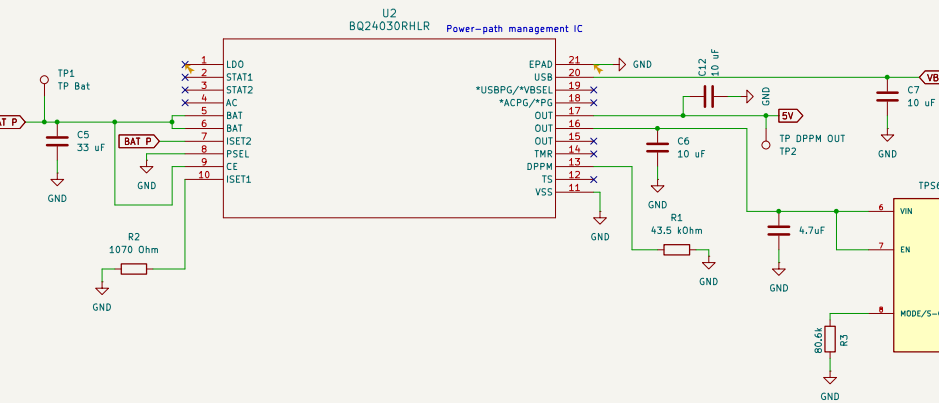 U2
BQ24030RHLR
Power-path management IC
TP1
TP Bat
C5
33 uF
GND
BAT P
GND
R2
1070 Ohm
GND
1 LDO
2 STAT1
3 STAT2
4 AC
5 BAT
6 BAT
7 ISET2
8 PSEL
9 CE
10 ISET1
EPAD 21
USB 20
*USBPG/*VBSEL 19
*ACPG/*PG 18
OUT 17
OUT 16
OUT 15
TMR 14
DPPM 13
TS 12
VSS 11
GND
C12
10 uF
GND
5V
TP DPPM OUT
TP2
C6
10 uF
GND
GND
R1
43.5 kOhm
GND
VB
C7
10 uF
GND
4.7uF
GND
TPS6
6 VIN
7 EN
8 MODE/S-
80.6k
R3
GND